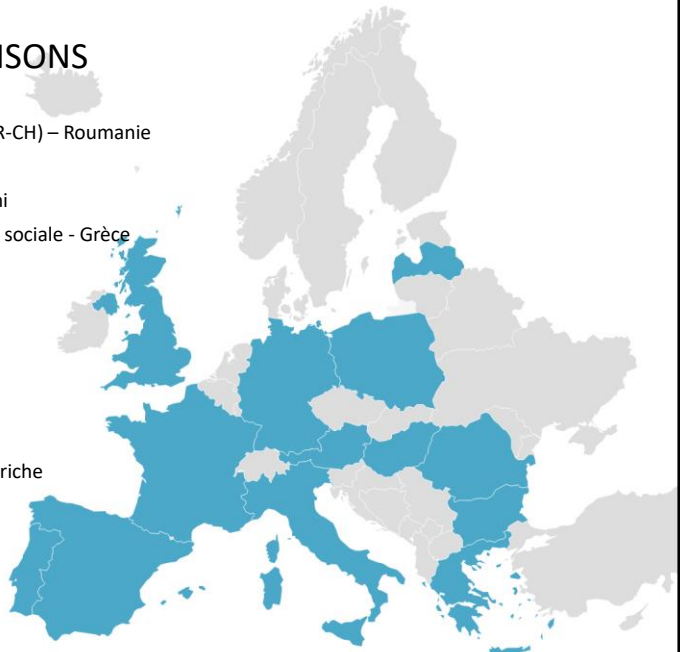 ISONS
R-CH) – Roumanie
ni
sociale - Grèce
riche